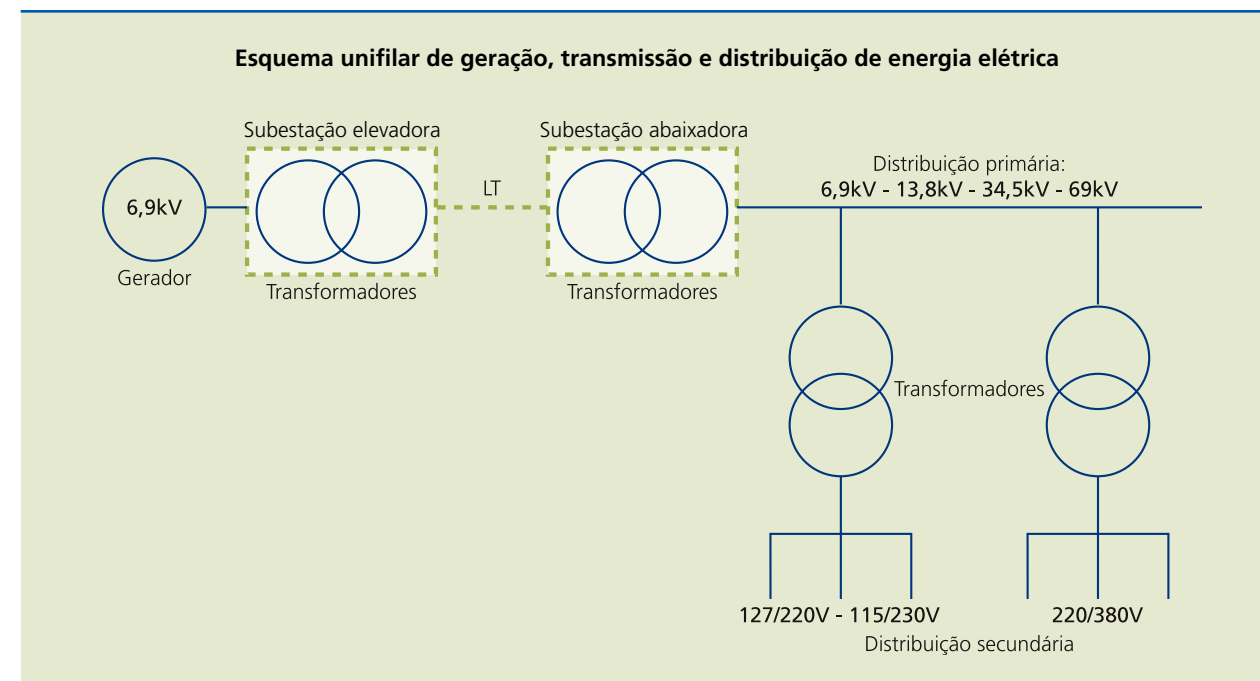 Esquema unifilar de geração, transmissão e distribuição de energia elétrica
Subestação elevadora
Subestação abaixadora
Distribuição primária:
6,9kV - 13,8kV - 34,5kV - 69kV
LT
6,9kV
Gerador
Transformadores
Transformadores
Transformadores
127/220V - 115/230V
220/380V
Distribuição secundária